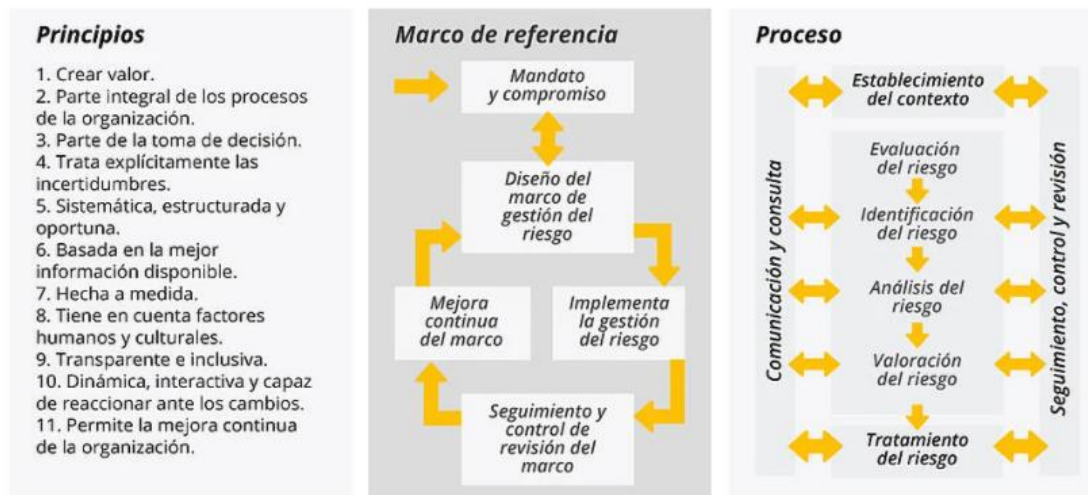 Principios
1. Crear valor.
2. Parte integral de los procesos
de la organización.
3. Parte de la toma de decisión.
4. Trata explícitamente las
incertidumbres.
5. Sistemática, estructurada y
oportuna.
6. Basada en la mejor
información disponible.
7. Hecha a medida.
8. Tiene en cuenta factores
humanos y culturales.
9. Transparente e inclusiva.
10. Dinámica, interactiva y capaz
de reaccionar ante los cambios.
11. Permite la mejora continua
de la organización.
Marco de referencia
Mandato
y compromiso
Diseño del
marco de
gestión del
riesgo
Mejora
continua
del marco
Implementa
la gestión del
riesgo
Seguimiento y
control de
revisión del
marco
Proceso
Comunicación y consulta
Establecimiento
del contexto
Evaluación
del riesgo
Identificación
del riesgo
Análisis del
riesgo
Valoración
del riesgo
Tratamiento
del riesgo
Seguimiento, control y revisión